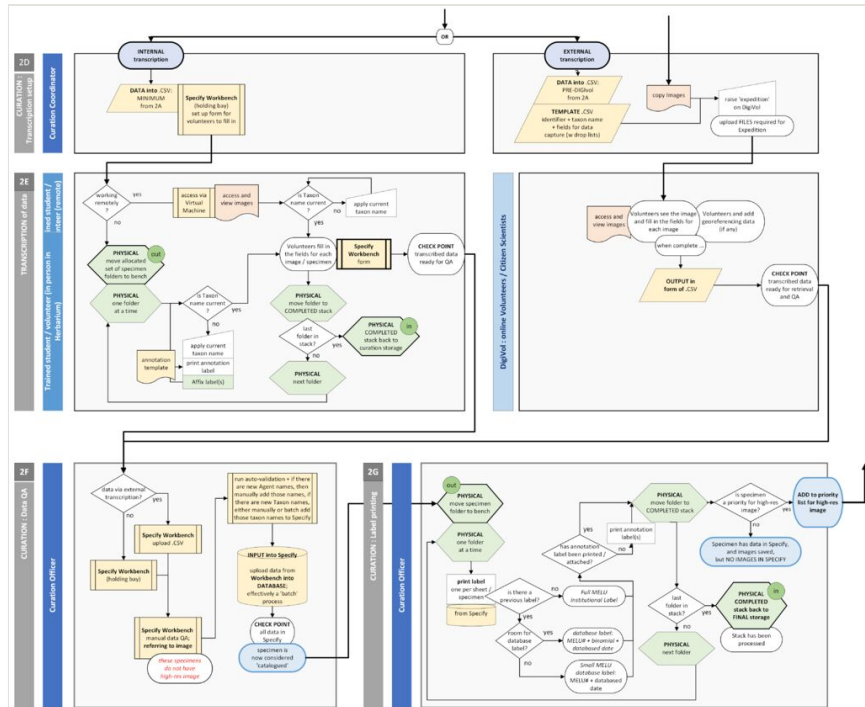 OR
2D
CURATION :
Transcription setup
Curation Coordinator
INTERNAL
transcription
DATA into .CSV:
MINIMUM
from 2A
Specify Workbench
(holding bay)
set up form for
volunteers to fill in
EXTERNAL
transcription
DATA into .CSV:
PRE-DIGIvol
from 2A
TEMPLATE .CSV
identifier + taxon name
+ fields for data
capture (w drop lists)
copy images
raise 'expedition'
on DigiVol
upload FILES required for
Expedition
2E
TRANSCRIPTION of data
Trained student / volunteer (in person in
Herbarium)
ined student /
nteer (remote)
working
remotely
?
yes
no
access via
Virtual
Machine
access and
view images
is Taxon
name current?
no
yes
apply current
taxon name
PHYSICAL
move allocated
set of specimen
folders to bench
out
PHYSICAL
one folder
at a time
is Taxon
name current
?
yes
no
apply current
taxon name
print annotation
label
Affix label(s)
annotation
template
Volunteers fill in
the fields for each
image / specimen
Specify
Workbench
form
CHECK POINT
transcribed data
ready for QA
PHYSICAL
move folder to
COMPLETED stack
last
folder in
stack?
yes
no
PHYSICAL
COMPLETED
stack back to
curation storage
in
PHYSICAL
next folder
DigiVol : online Volunteers / Citizen Scientists
access and
view images
Volunteers see the image
and fill in the fields for
each image
Volunteers and add
georeferencing data
(if any)
when complete ...
OUTPUT in
form of .CSV
CHECK POINT
transcribed data
ready for retrieval
and QA
2F
CURATION : Data QA
Curation Officer
data via external
transcription?
yes
no
Specify Workbench
upload .CSV
Specify Workbench
(holding bay)
Specify Workbench
manual data QA;
referring to image
these specimens
do not have
high res image
run auto-validation + if there
are new Agent names, then
manually add those names, if
there are new Taxon names,
either manually or batch add
those taxon names to Specify
INPUT into Specify
upload data from
Workbench into
DATABASE;
effectively a 'batch'
process
CHECK POINT
all data in
Specify
specimen is
now considered
'catalogued'
2G
CURATION : Label printing
Curation Officer
out
PHYSICAL
move specimen
folder to bench
PHYSICAL
one folder
at a time
print label
one per sheet /
specimen
from Specify
is there a
previous label?
no
yes
Full MELU
Institutional Label
room for
database
label?
yes
no
database label:
MELU# + binomial +
databased date
Small MELU
database label:
MELU# + databased
date
has annotation
label been printed /
attached?
yes
no
print annotation
label(s)
PHYSICAL
move folder to
COMPLETED stack
is specimen
a priority for high-res
image?
yes
no
ADD to priority
list for high-res
image
Specimen has data in Specify,
and images saved,
but NO IMAGES IN SPECIFY
last
folder in
stack?
yes
no
PHYSICAL
COMPLETED
stack back to
FINAL storage
in
Stack has been
processed
PHYSICAL
next folder